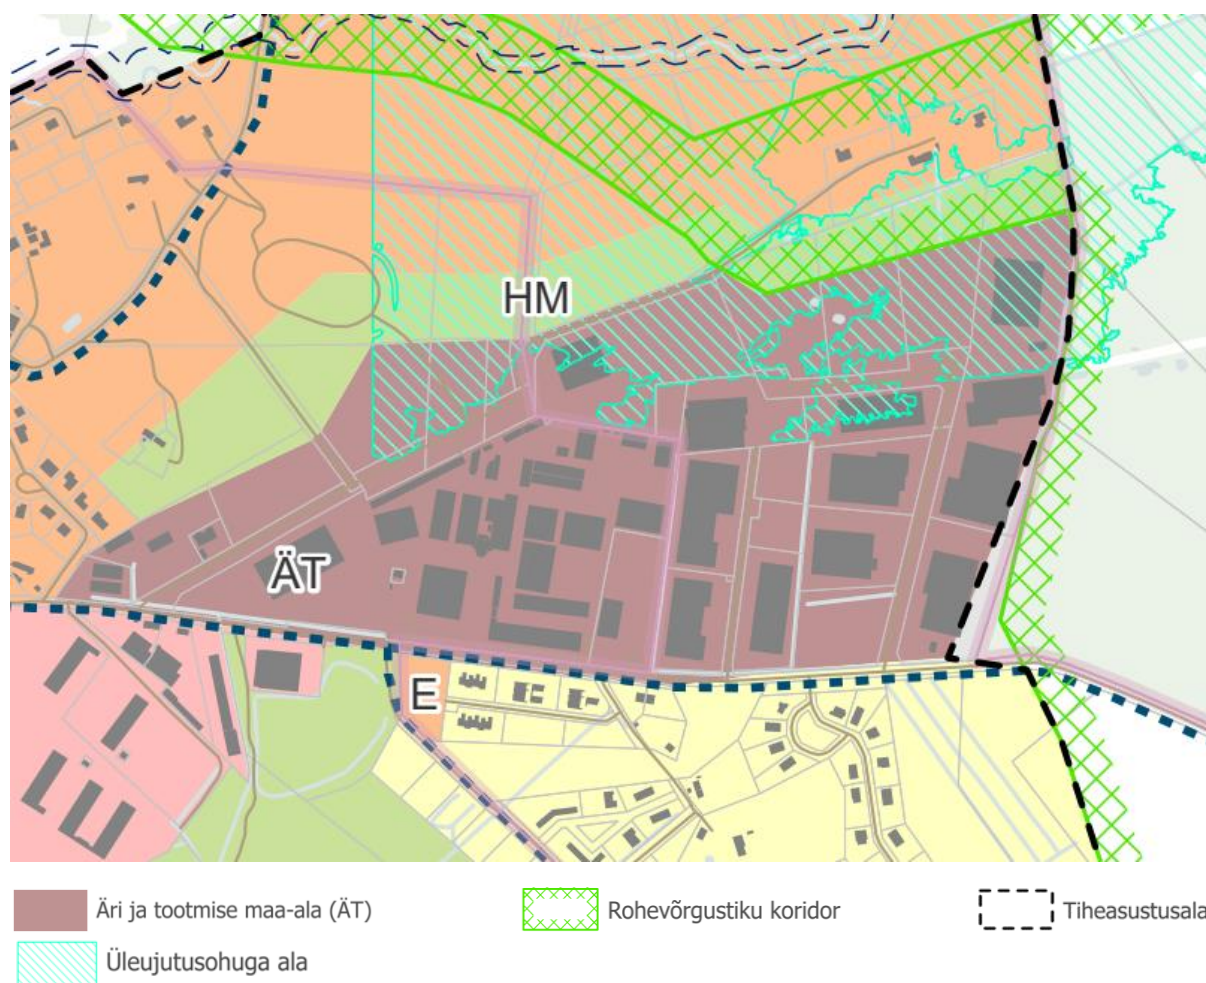 HM
ÄT
E
Äri ja tootmise maa-ala (ÄT)
Rohevõrgustiku koridor
Tiheasustusala
Üleujutusohuga ala